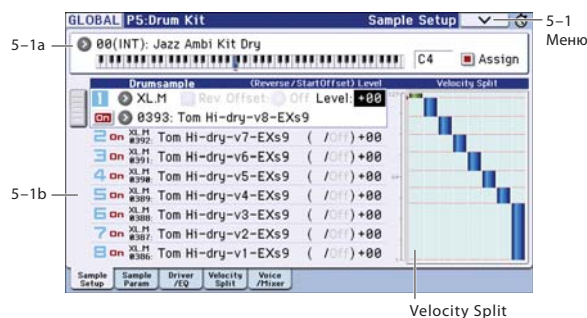 GLOBAL P5:Drum Kit Sample Setup
5–1
Меню
5–1a
00(INT): Jazz Ambi Kit Dry
C4 Assign
Drumsample (Reverse/StartOffset) Level Velocity Split
1 XL.M Rev Offset: Off Level: +00
On 0393: Tom Hi-dry-v8-EXs9
2 On XL.M 0392: Tom Hi-dry-v7-EXs9 ( /Off) +00
3 On XL.M 0391: Tom Hi-dry-v6-EXs9 ( /Off) +00
4 On XL.M 0390: Tom Hi-dry-v5-EXs9 ( /Off) +00
5–1b
5 On XL.M 0389: Tom Hi-dry-v4-EXs9 ( /Off) +00
6 On XL.M 0388: Tom Hi-dry-v3-EXs9 ( /Off) +00
7 On XL.M 0387: Tom Hi-dry-v2-EXs9 ( /Off) +00
8 On XL.M 0386: Tom Hi-dry-v1-EXs9 ( /Off) +00
Sample Setup Sample Param Driver /EQ Velocity Split Voice /Mixer
Velocity Split